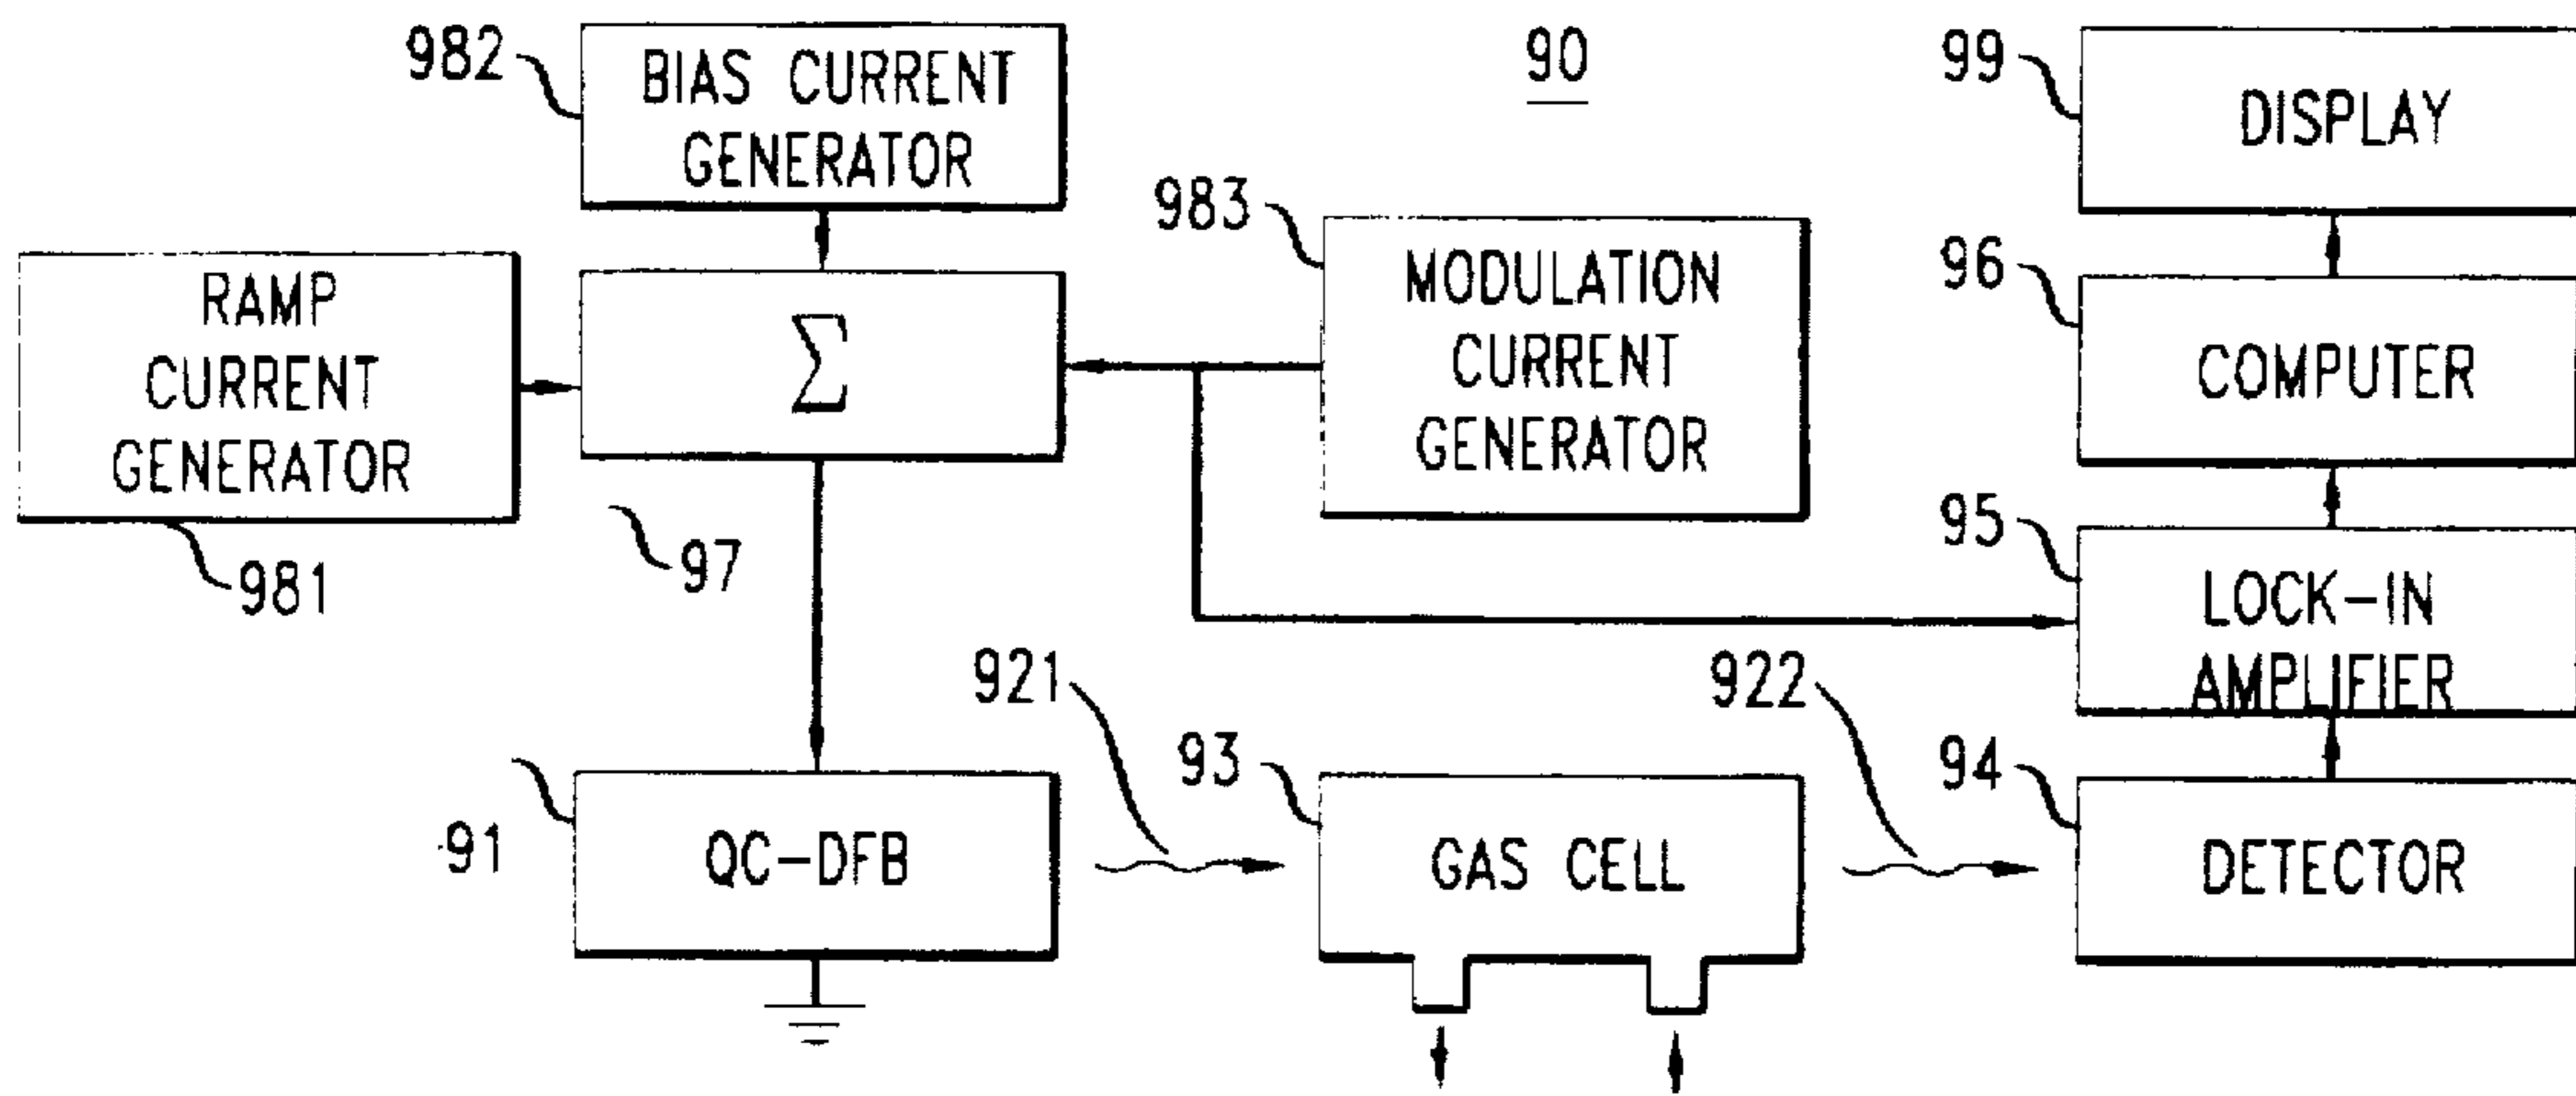 982
BIAS CURRENT
GENERATOR
90
99
DISPLAY
983
RAMP
CURRENT
GENERATOR
981
Σ
97
MODULATION
CURRENT
GENERATOR
96
COMPUTER
95
LOCK-IN
AMPLIFIER
921
922
91
QC-DFB
93
GAS CELL
94
DETECTOR